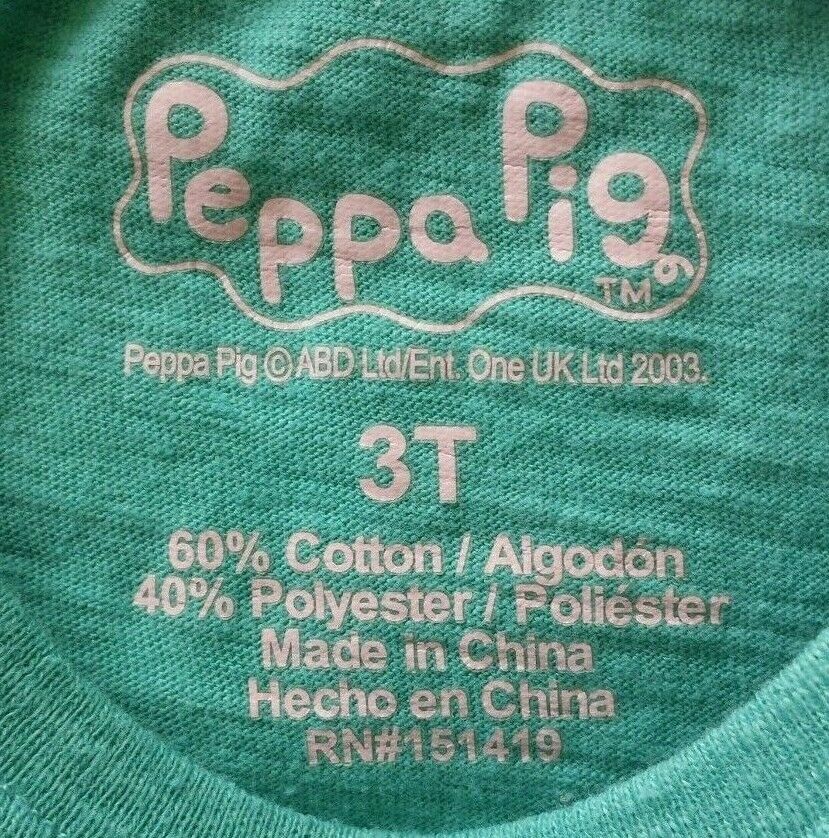 Peppa Pig
TM
Peppa Pig © ABD Ltd/Ent. One UK Ltd 2003.
3T
60% Cotton / Algodón
40% Polyester / Poliéster
Made in China
Hecho en China
RN#151419